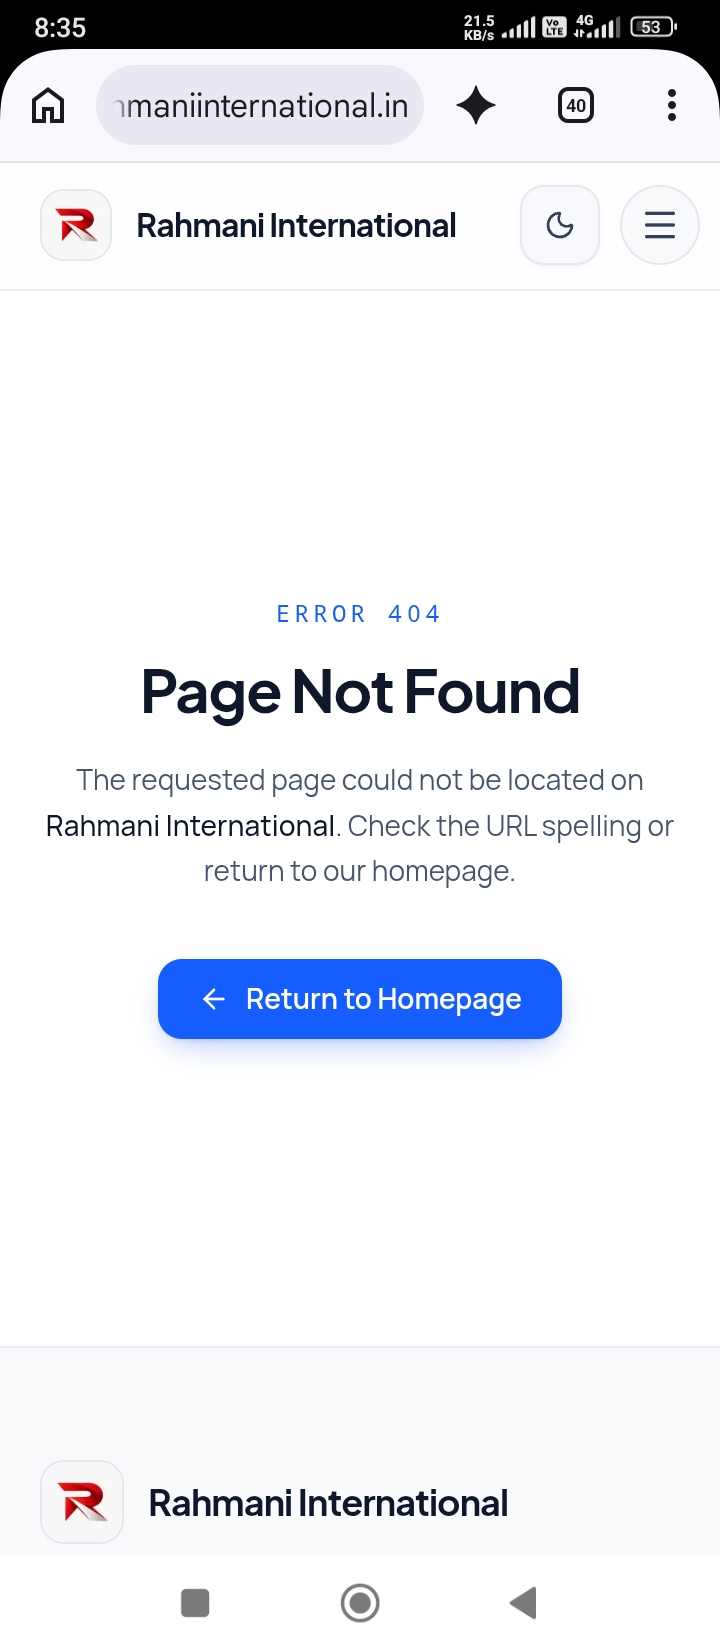 8:35
21.5
KB/s
Vo
LTE
4G
53
maniinternational.in
40
Rahmani International
ERROR 404
Page Not Found
The requested page could not be located on
Rahmani International. Check the URL spelling or
return to our homepage.
Return to Homepage
Rahmani International